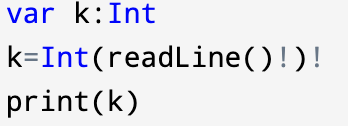 var k:Int
k=Int(readLine()!)!
print(k)